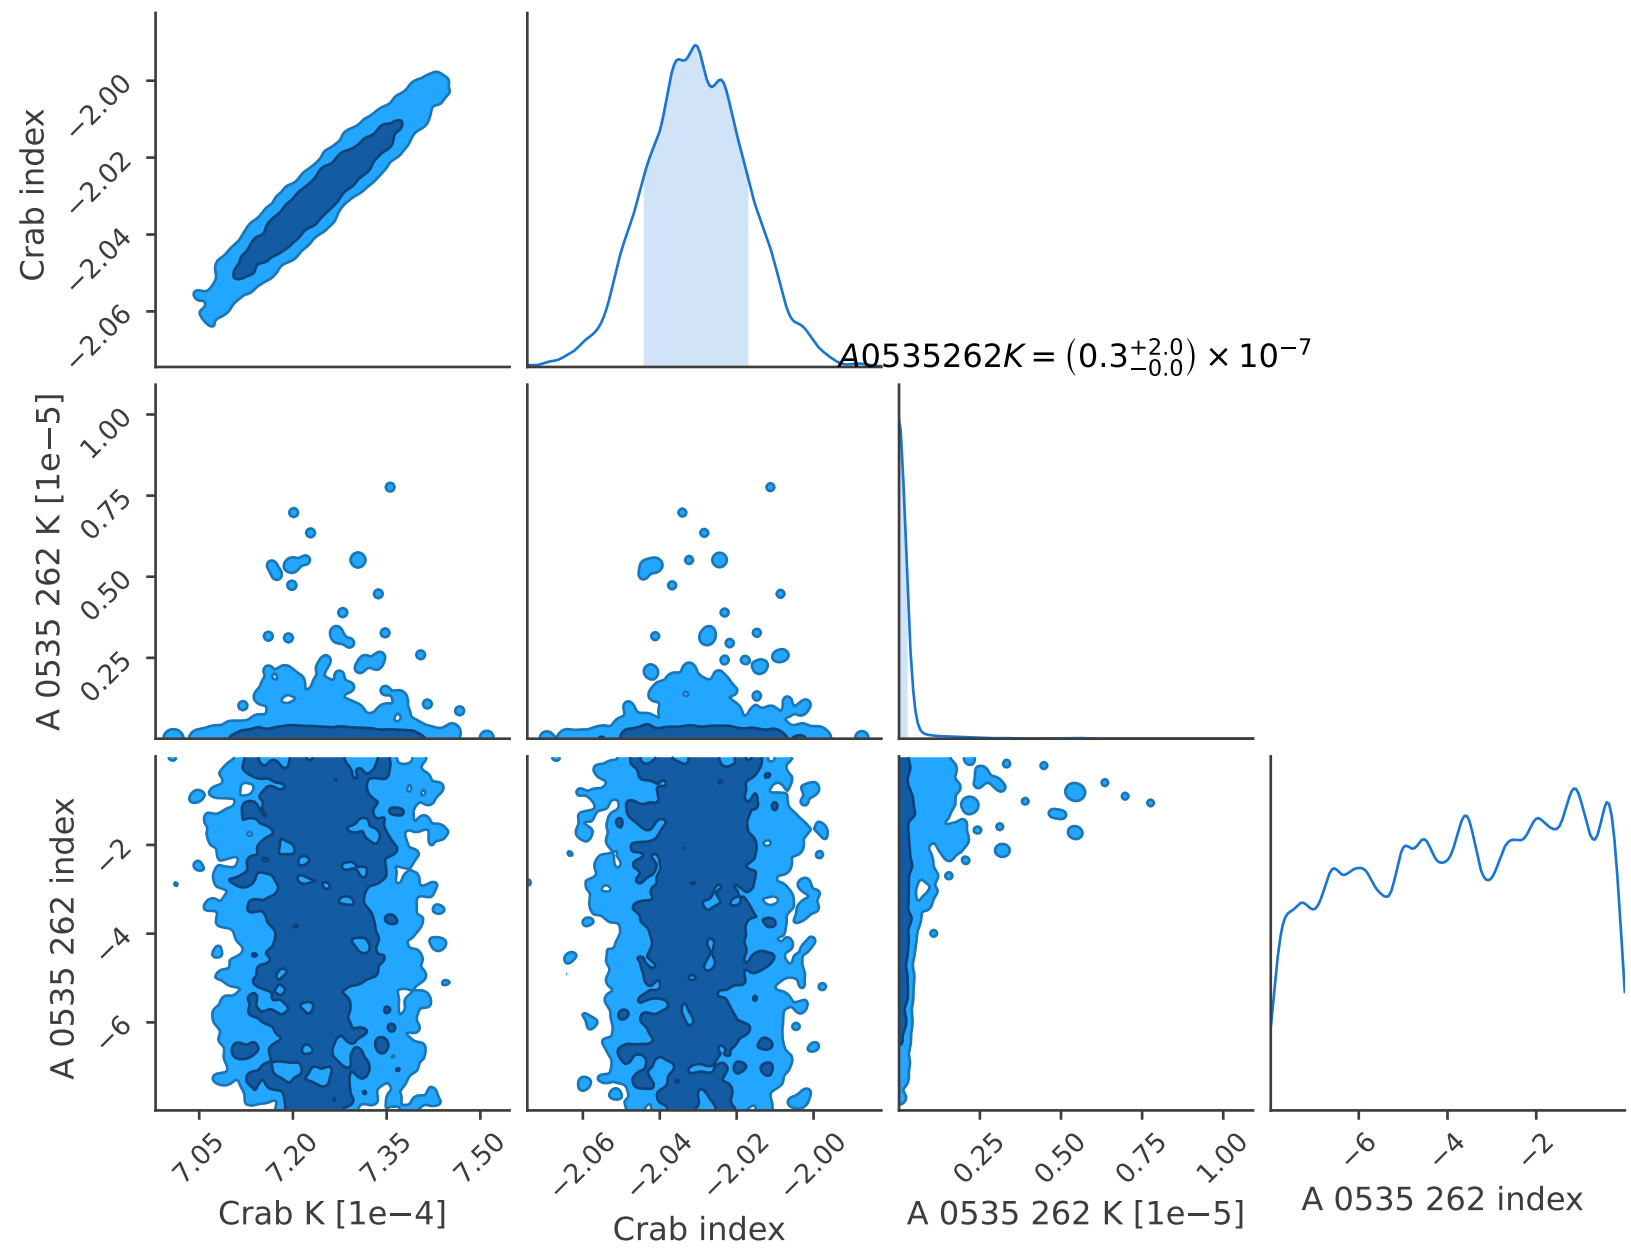 Crab index
−2.00
−2.02
−2.04
−2.06
A0535262K = (0.3^{+2.0}_{−0.0}) × 10^{−7}
A 0535 262 K [1e−5]
1.00
0.75
0.50
0.25
A 0535 262 index
−2
−4
−6
7.05 7.20 7.35 7.50
−2.06 −2.04 −2.02 −2.00
0.25 0.50 0.75 1.00
−6 −4 −2
Crab K [1e−4]
Crab index
A 0535 262 K [1e−5]
A 0535 262 index